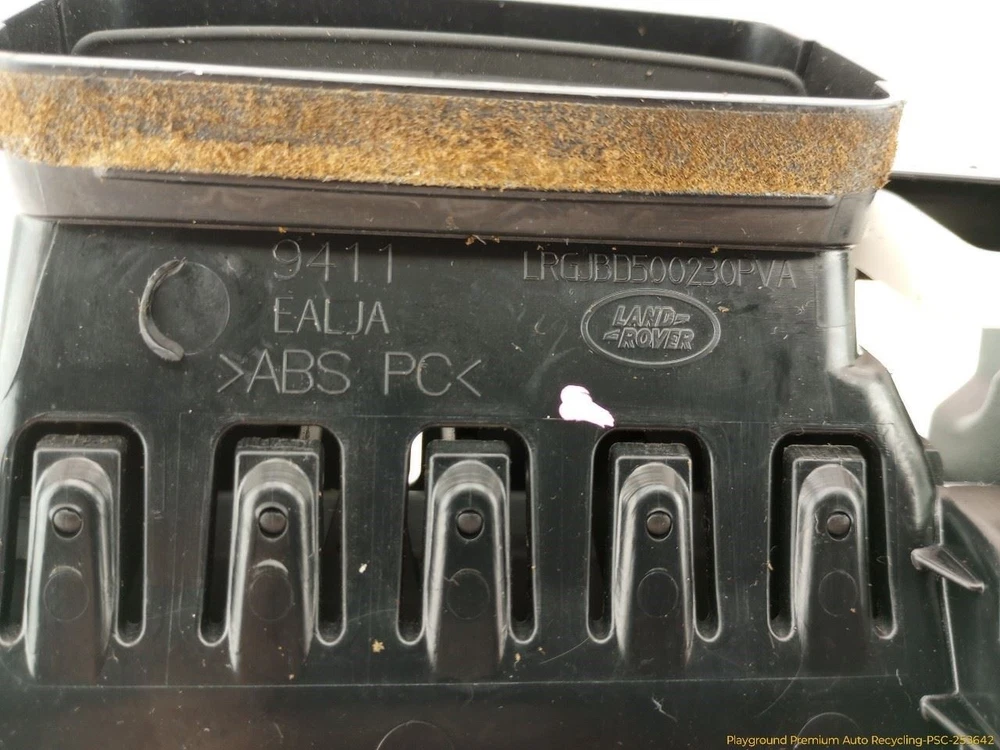 9411
LRGJBD500230PVA
EALJA
LAND-
-ROVER
>ABS PC<
Playground Premium Auto Recycling-PSC-253642